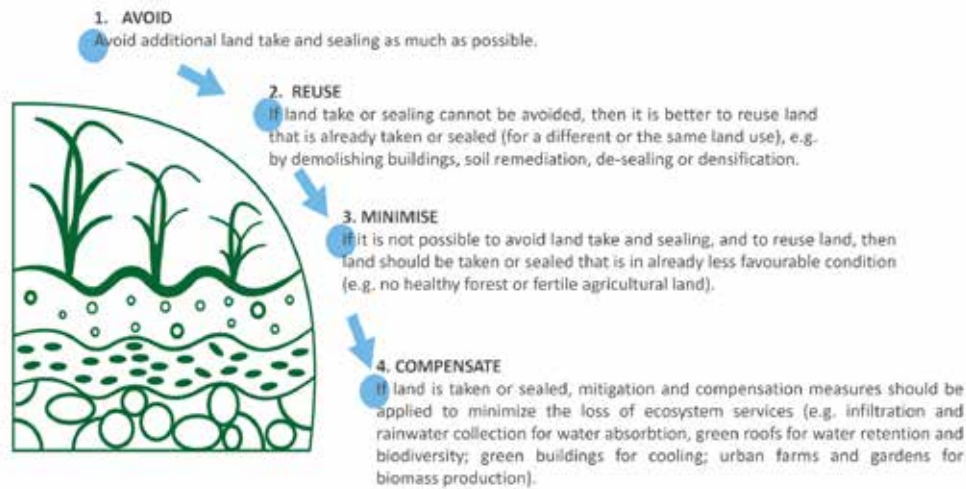 1. AVOID
Avoid additional land take and sealing as much as possible.
2. REUSE
If land take or sealing cannot be avoided, then it is better to reuse land
that is already taken or sealed (for a different or the same land use), e.g.
by demolishing buildings, soil remediation, de-sealing or densification.
3. MINIMISE
If it is not possible to avoid land take and sealing, and to reuse land, then
land should be taken or sealed that is in already less favourable condition
(e.g. no healthy forest or fertile agricultural land).
4. COMPENSATE
If land is taken or sealed, mitigation and compensation measures should be
applied to minimize the loss of ecosystem services (e.g. infiltration and
rainwater collection for water absorbtion, green roofs for water retention and
biodiversity; green buildings for cooling; urban farms and gardens for
biomass production).